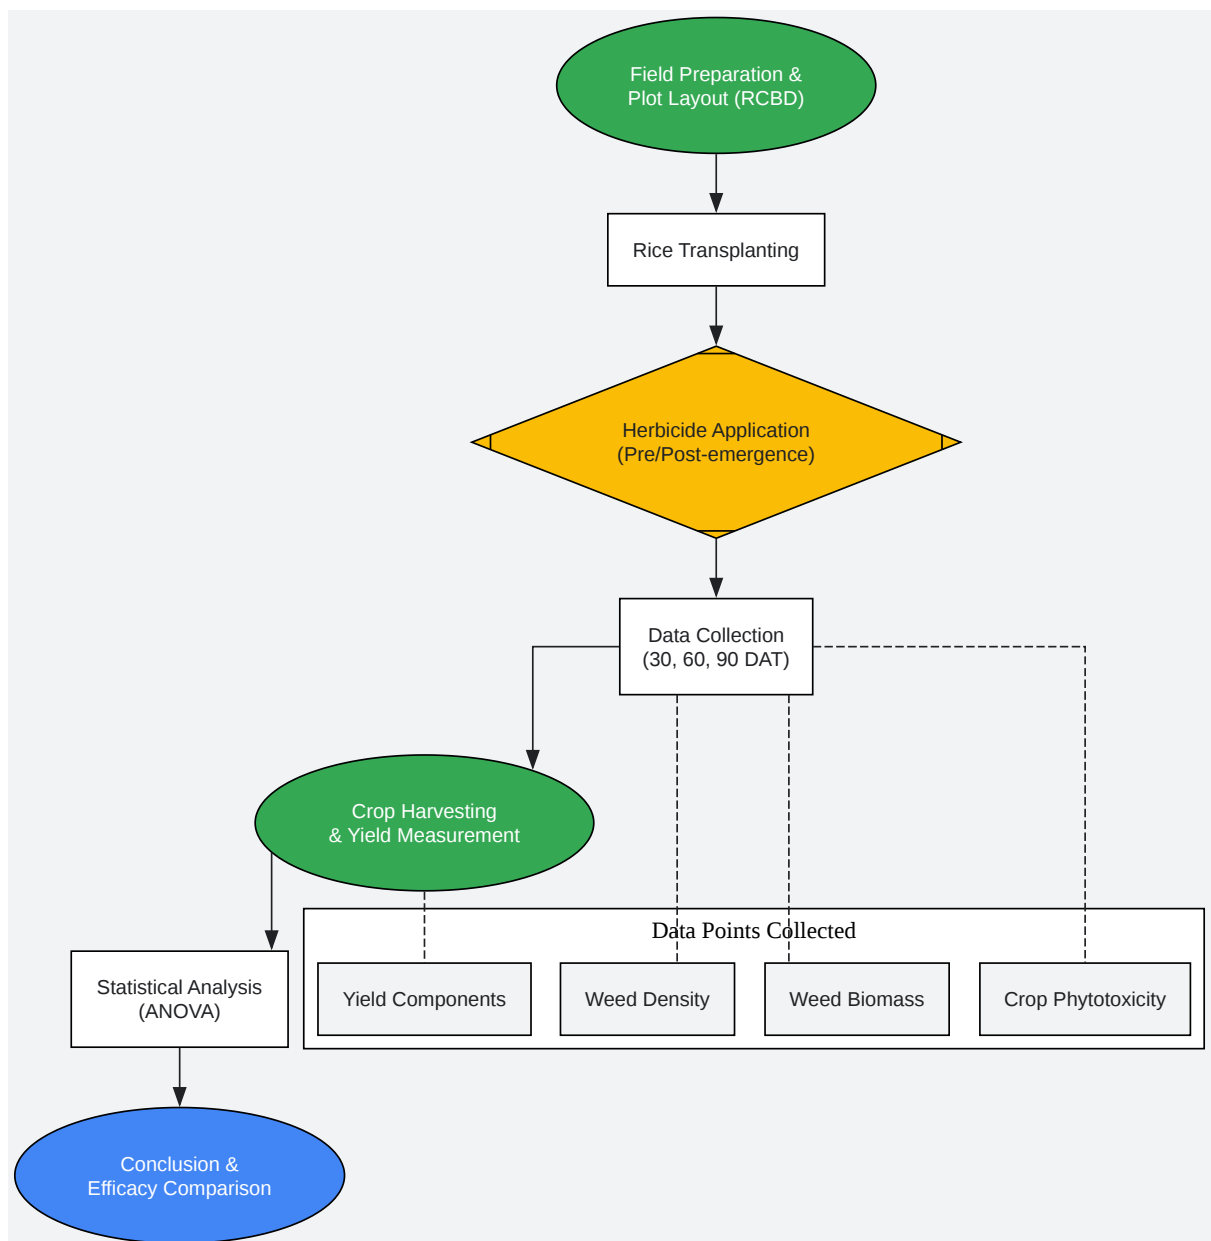 Field Preparation &
Plot Layout (RCBD)
Rice Transplanting
Herbicide Application
(Pre/Post-emergence)
Data Collection
(30, 60, 90 DAT)
Crop Harvesting
& Yield Measurement
Data Points Collected
Yield Components
Weed Density
Weed Biomass
Crop Phytotoxicity
Statistical Analysis
(ANOVA)
Conclusion &
Efficacy Comparison